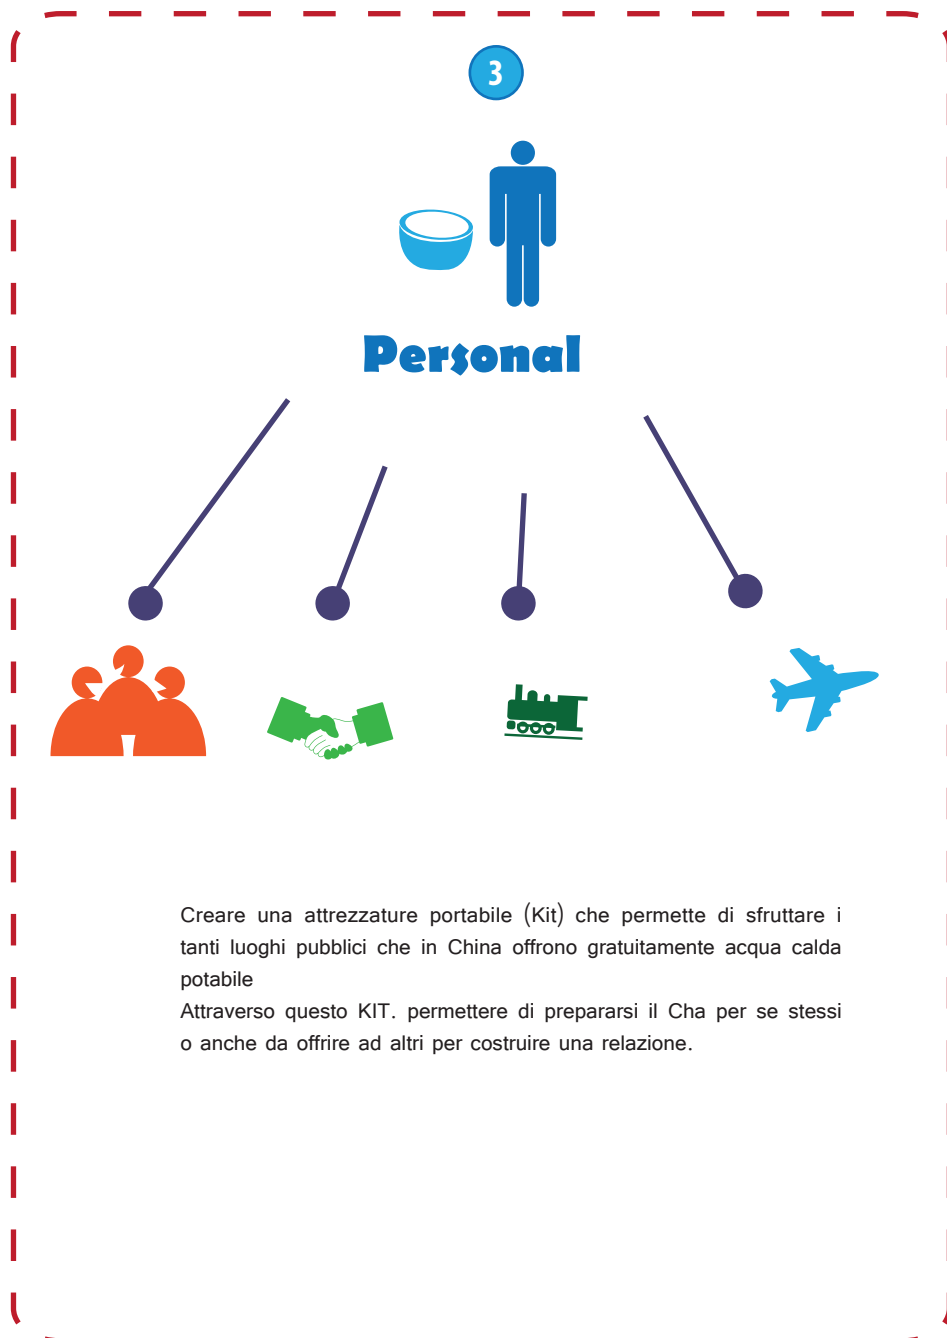 3
Personal
Creare una attrezzature portabile (Kit) che permette di sfruttare i
tanti luoghi pubblici che in China offrono gratuitamente acqua calda
potabile
Attraverso questo KIT. permettere di prepararsi il Cha per se stessi
o anche da offrire ad altri per costruire una relazione.